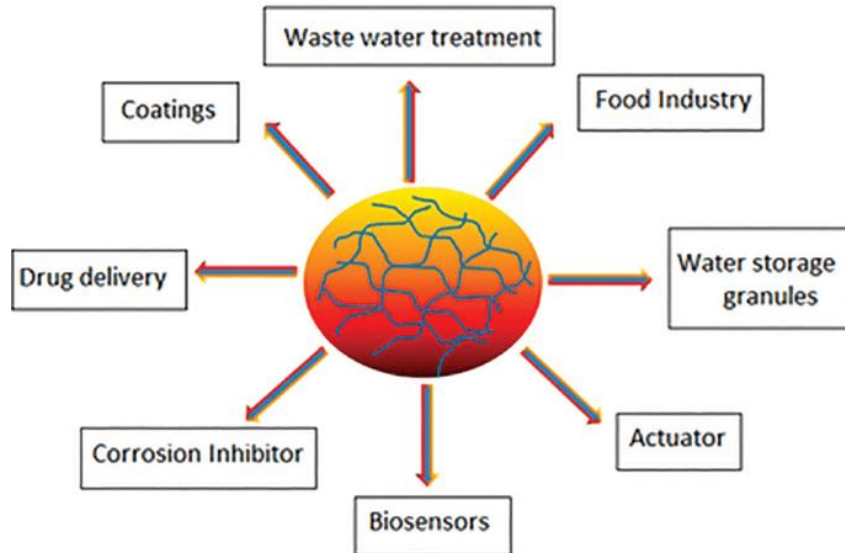 Waste water treatment
Food Industry
Coatings
Water storage
granules
Drug delivery
Actuator
Corrosion Inhibitor
Biosensors